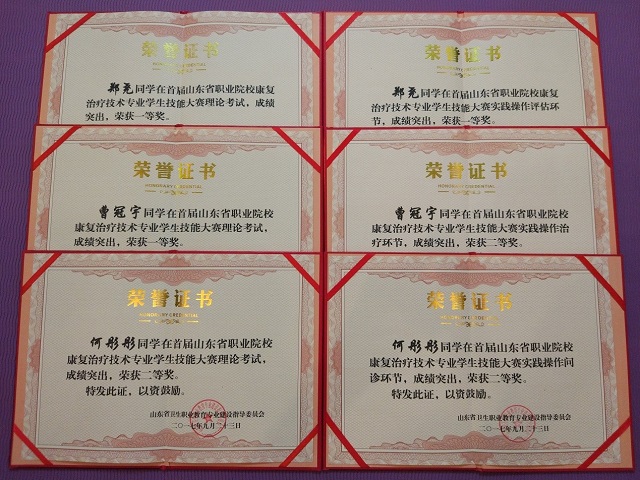 荣誉证书
郑尧同学在首届山东省职业院校康复
治疗技术专业学生技能大赛理论考试，成绩
突出，荣获一等奖。
荣誉证书
郑尧同学在首届山东省职业院校康复
治疗技术专业学生技能大赛实践操作评估环
节，成绩突出，荣获一等奖。
荣誉证书
HONORARY CREDENTIAL
曹冠宇同学在首届山东省职业院校
康复治疗技术专业学生技能大赛理论考试，
成绩突出，荣获一等奖。
荣誉证书
HONORARY CREDENTIAL
曹冠宇同学在首届山东省职业院校
康复治疗技术专业学生技能大赛实践操作治
疗环节，成绩突出，荣获二等奖。
荣誉证书
HONORARY CREDENTIAL
何彤彤同学在首届山东省职业院校
康复治疗技术专业学生技能大赛理论考试，
成绩突出，荣获二等奖。
特发此证，以资鼓励。
山东省卫生职业教育专业建设指导委员会
二〇一七年九月二十三日
荣誉证书
HONORARY CREDENTIAL
何彤彤同学在首届山东省职业院校
康复治疗技术专业学生技能大赛实践操作问
诊环节，成绩突出，荣获二等奖。
特发此证，以资鼓励。
山东省卫生职业教育专业建设指导委员会
二〇一七年九月二十三日